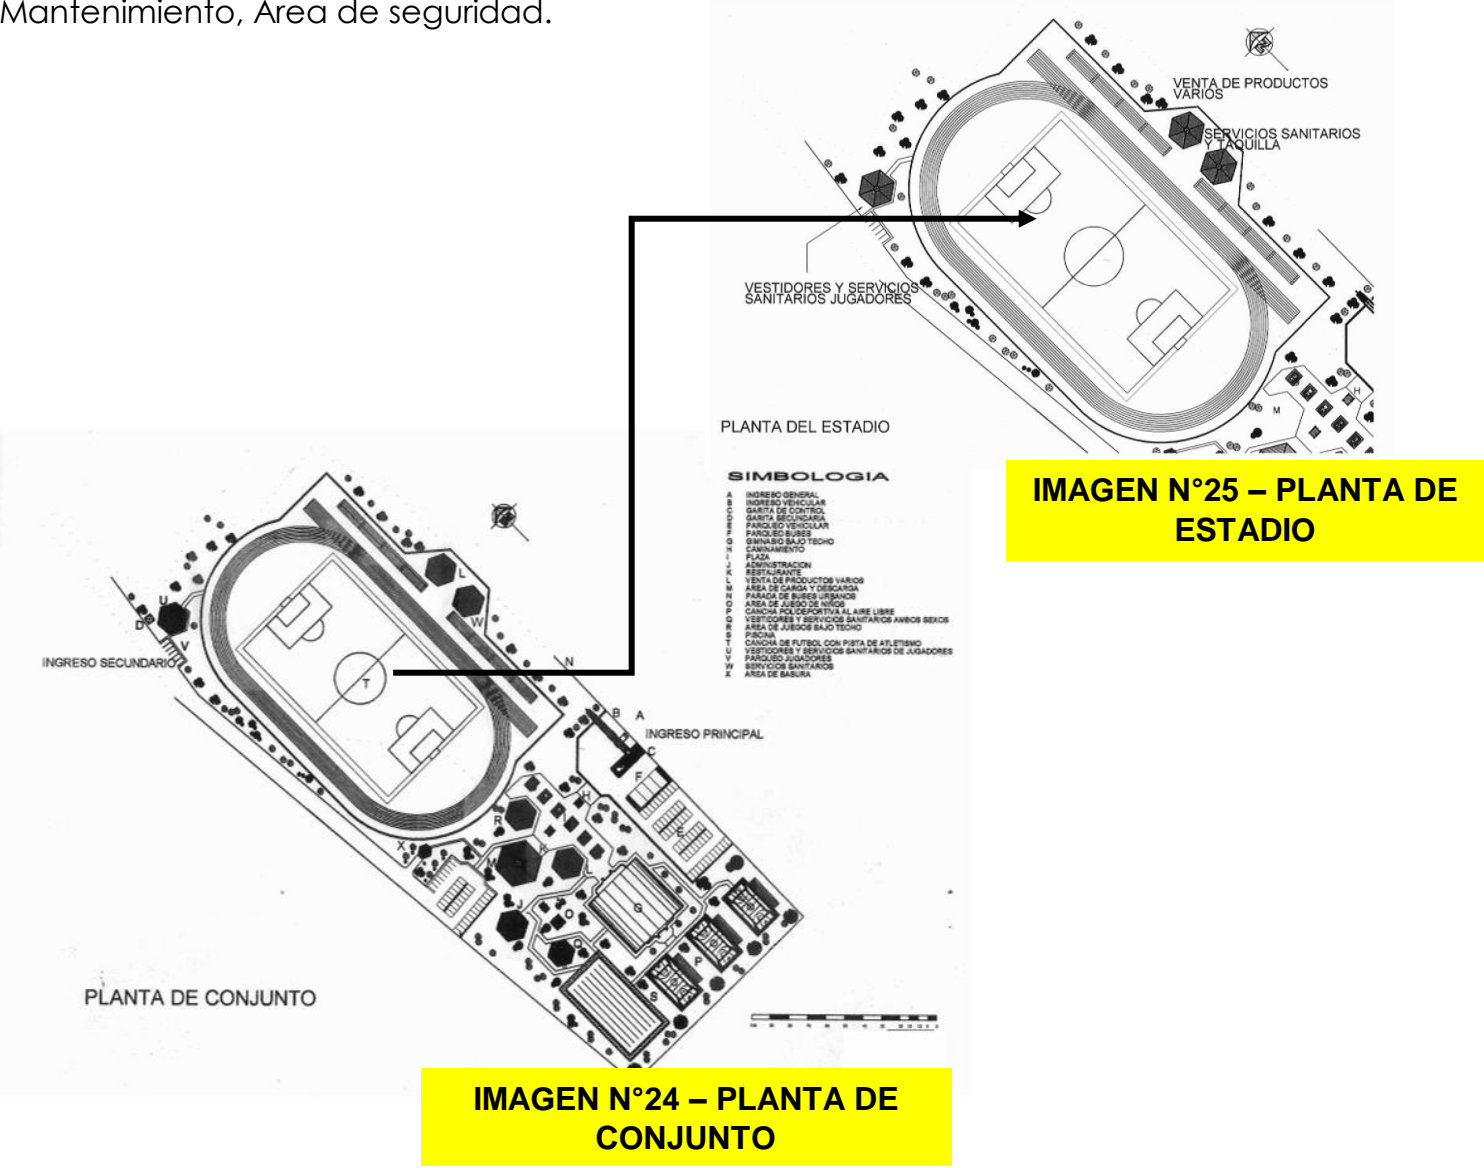 Mantenimiento, Área de seguridad.
VENTA DE PRODUCTOS
VARIOS
SERVICIOS SANITARIOS
Y TAQUILLA
VESTIDORES Y SERVICIOS
SANITARIOS JUGADORES
M
H
PLANTA DEL ESTADIO
IMAGEN N°25 – PLANTA DE
ESTADIO
SIMBOLOGIA
A INGRESO GENERAL
B INGRESO VEHICULAR
C GARITA DE CONTROL
D GARITA SECUNDARIA
E PARQUEO VEHICULAR
F PARQUEO BUSES
G GIMNASIO BAJO TECHO
H CAMINAMIENTO
I PLAZA
J ADMINISTRACION
K RESTAURANTE
L VENTA DE PRODUCTOS VARIOS
M AREA DE CARGA Y DESCARGA
N PARADA DE BUSES URBANOS
O AREA DE JUEGO DE NIÑOS
P CANCHA POLIDEPORTIVA AL AIRE LIBRE
Q VESTIDORES Y SERVICIOS SANITARIOS AMBOS SEXOS
R AREA DE JUEGOS BAJO TECHO
S PISCINA
T CANCHA DE FUTBOL CON PISTA DE ATLETISMO
U VESTIDORES Y SERVICIOS SANITARIOS DE JUGADORES
V PARQUEO JUGADORES
W SERVICIOS SANITARIOS
X AREA DE BASURA
L
U
W
D
V
INGRESO SECUNDARIO
N
T
B
A
INGRESO PRINCIPAL
C
F
H
I
R
E
X
K
M
L
J
O
G
Q
P
S
PLANTA DE CONJUNTO
IMAGEN N°24 – PLANTA DE
CONJUNTO